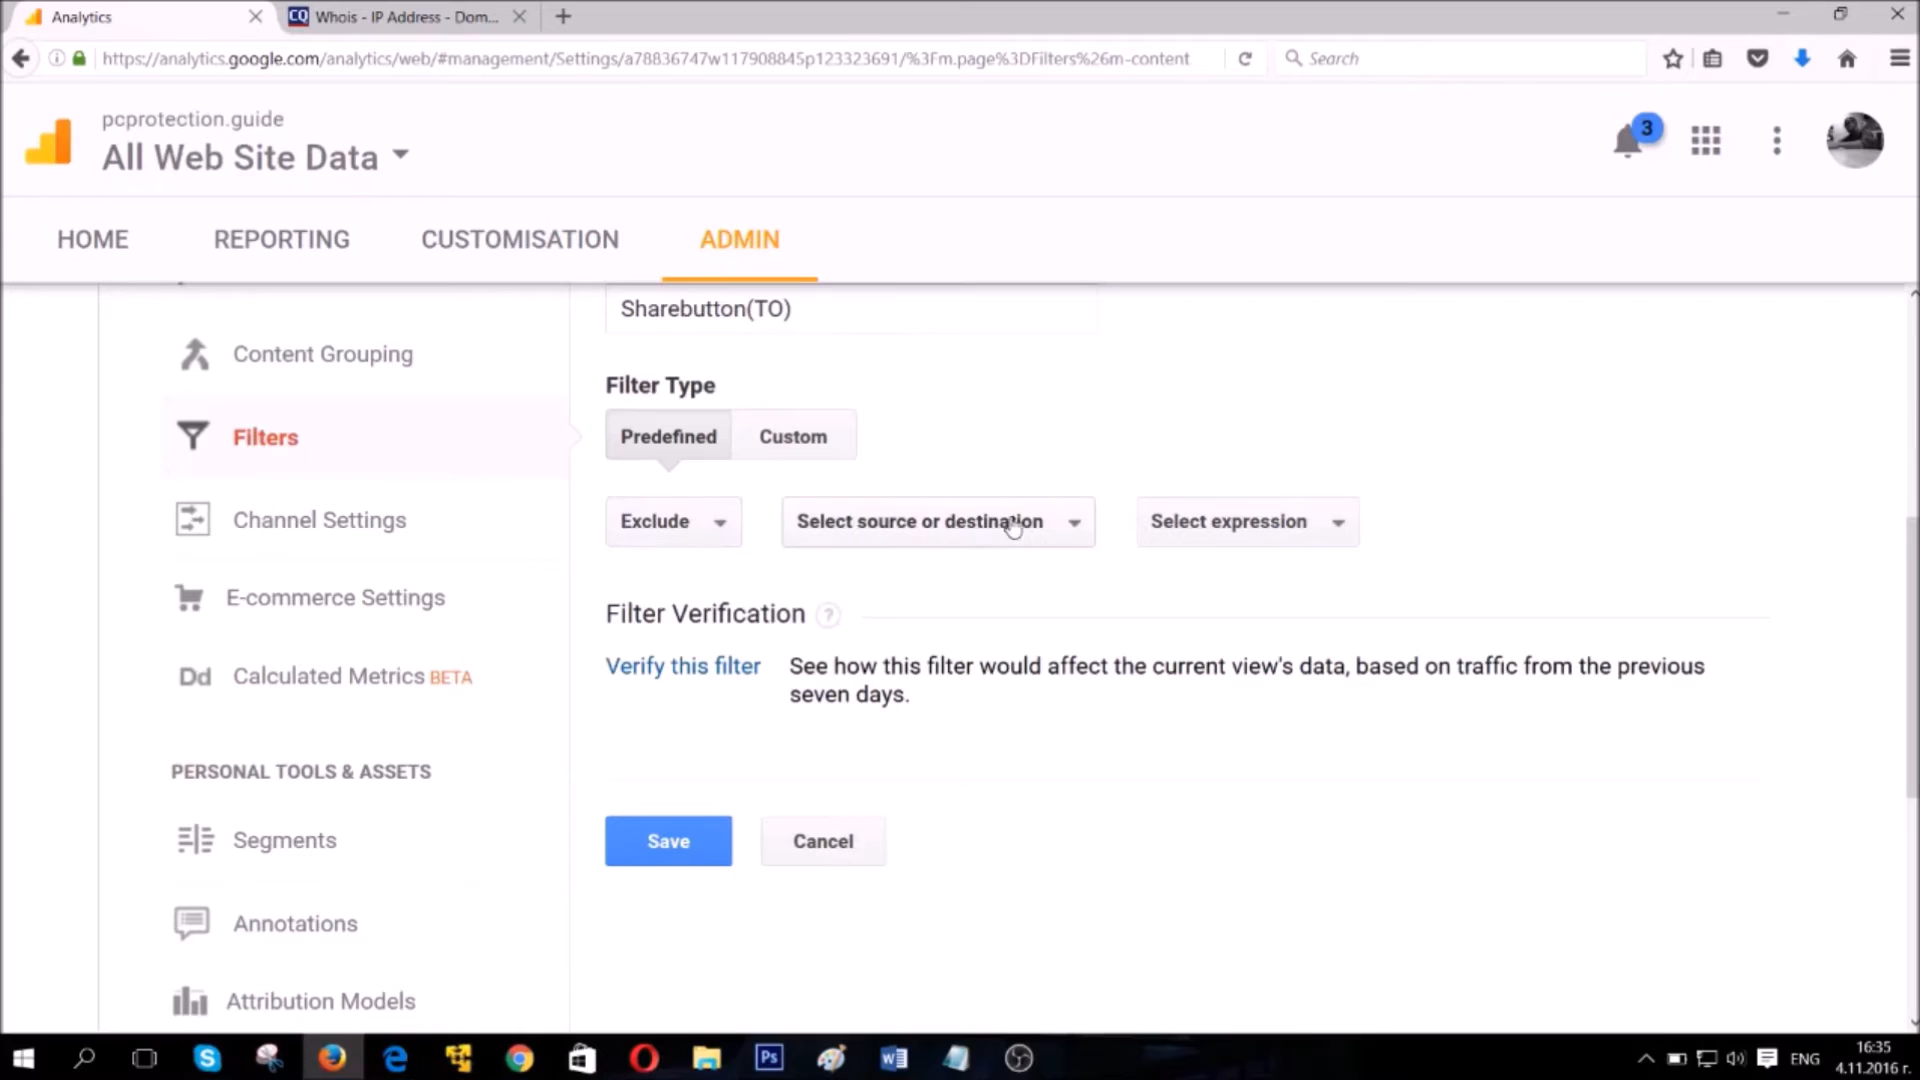 Analytics
CQ Whois - IP Address - Dom...
https://analytics.google.com/analytics/web/#management/Settings/a78836747w117908845p123323691/%3Fm.page%3DFilters%26m-content
Search
pcprotection.guide
All Web Site Data
3
HOME REPORTING CUSTOMISATION ADMIN
Sharebutton(TO)
Content Grouping
Filter Type
Filters
Predefined Custom
Channel Settings
Exclude Select source or destination Select expression
E-commerce Settings
Filter Verification ?
Verify this filter See how this filter would affect the current view's data, based on traffic from the previous
seven days.
Dd Calculated Metrics BETA
PERSONAL TOOLS & ASSETS
Segments
Save Cancel
Annotations
Attribution Models
Ps
ENG
16:35
4.11.2016 г.